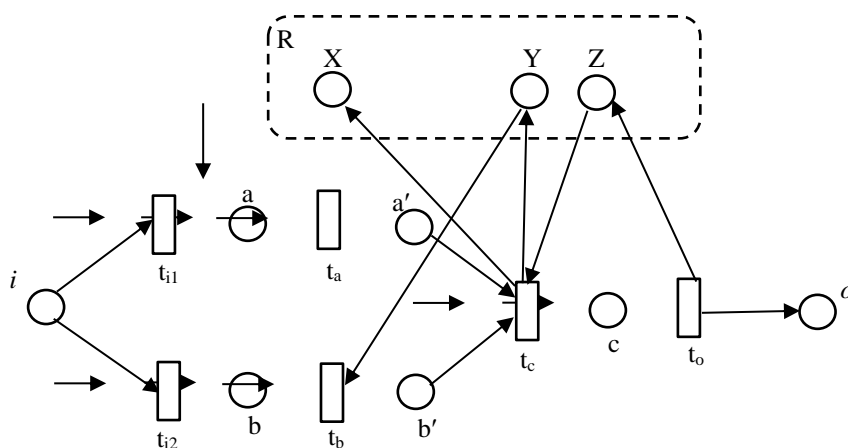 R
X Y Z
a a′
t_i1 t_a
i o
c
t_c t_o
b t_b b′
t_i2